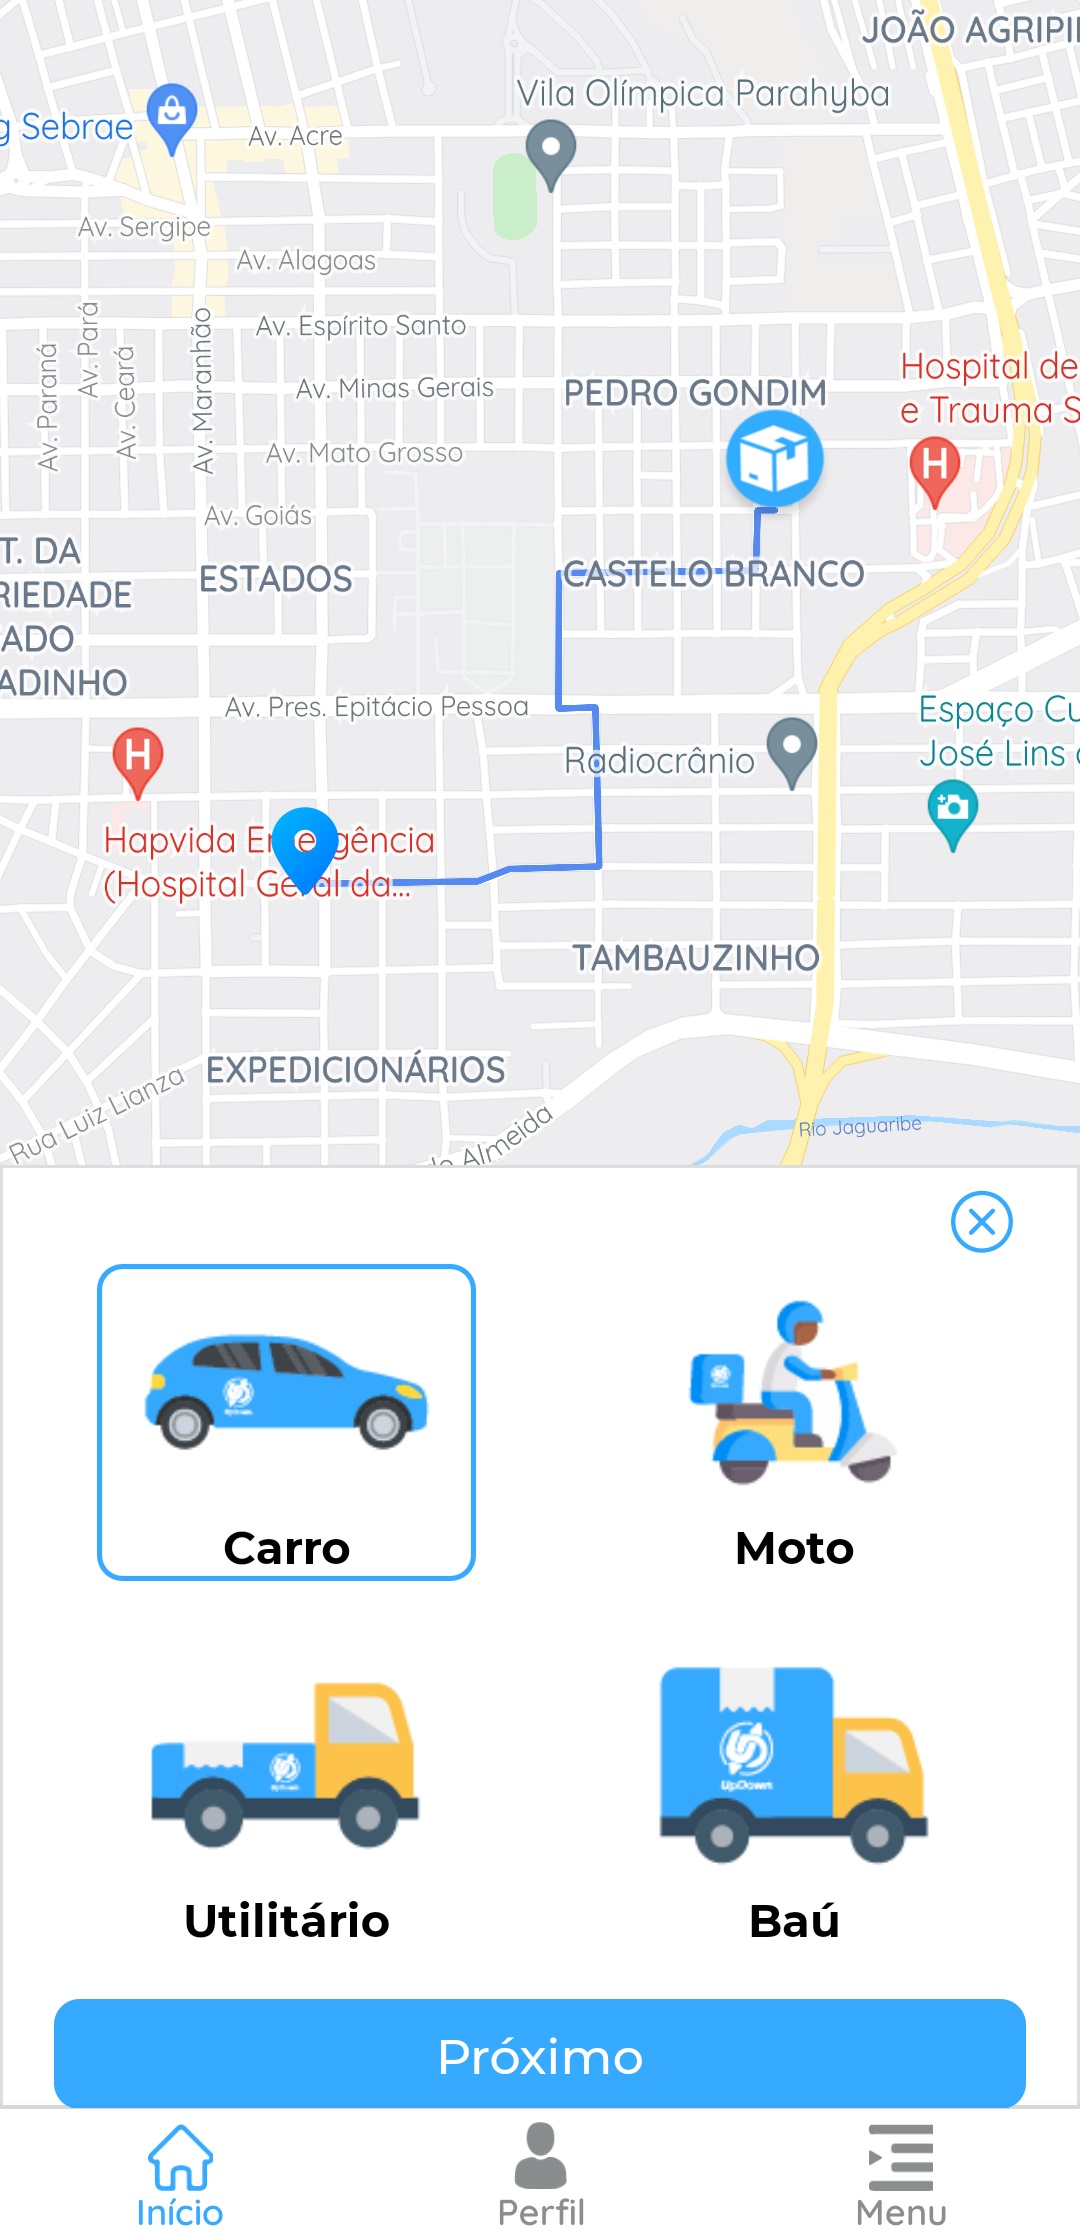 JOÃO AGRIPI
Vila Olímpica Parahyba
g Sebrae
Av. Acre
Av. Sergipe
Av. Alagoas
Av. Pará
Av. Maranhão
Av. Espírito Santo
Av. Paraná
Av. Ceará
Hospital de
e Trauma S
Av. Minas Gerais
PEDRO GONDIM
Av. Mato Grosso
H
Av. Goiás
T. DA
RIEDADE
ADO
ADINHO
ESTADOS
CASTELO BRANCO
Av. Pres. Epitácio Pessoa
Espaço Cu
José Lins
H
Radiocrânio
Hapvida Emergência
(Hospital Geral da...
TAMBAUZINHO
EXPEDICIONÁRIOS
Rua Luiz Lianza
Almeida
Rio Jaguaribe
UpDown
Carro
Moto
UpDown
UpDown
Utilitário
Baú
Próximo
Início
Perfil
Menu